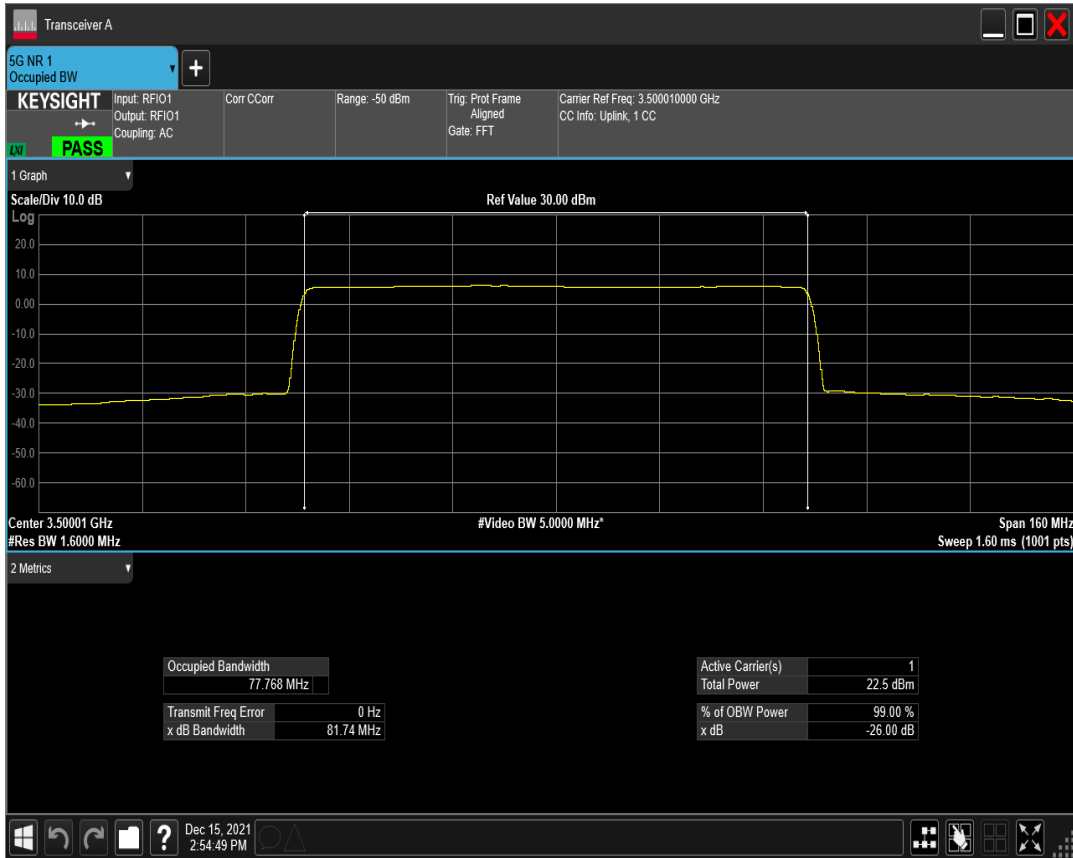 Transceiver A
5G NR 1
Occupied BW
KEYSIGHT
LXI
PASS
Input: RFIO1
Output: RFIO1
Coupling: AC
Corr CCorr
Range: -50 dBm
Trig: Prot Frame
Aligned
Gate: FFT
Carrier Ref Freq: 3.500010000 GHz
CC Info: Uplink, 1 CC
1 Graph
Scale/Div 10.0 dB
Ref Value 30.00 dBm
Log
20.0
10.0
0.00
-10.0
-20.0
-30.0
-40.0
-50.0
-60.0
Center 3.50001 GHz
#Video BW 5.0000 MHz*
Span 160 MHz
#Res BW 1.6000 MHz
Sweep 1.60 ms (1001 pts)
2 Metrics
Occupied Bandwidth
77.768 MHz
Transmit Freq Error 0 Hz
x dB Bandwidth 81.74 MHz
Active Carrier(s) 1
Total Power 22.5 dBm
% of OBW Power 99.00 %
x dB -26.00 dB
Dec 15, 2021
2:54:49 PM